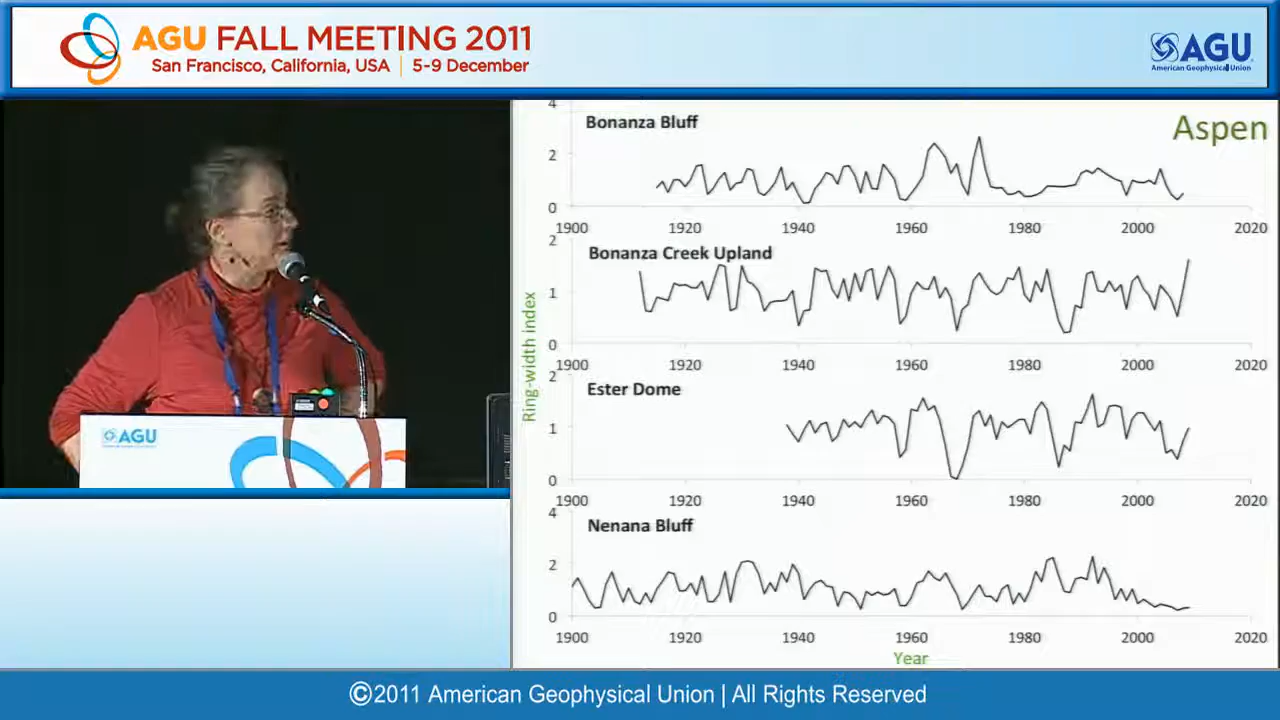 AGU FALL MEETING 2011
San Francisco, California, USA | 5-9 December
AGU
American Geophysical Union
AGU
Aspen
Ring-width index
Bonanza Bluff
4
2
0
1900 1920 1940 1960 1980 2000 2020
Bonanza Creek Upland
2
1
0
1900 1920 1940 1960 1980 2000 2020
Ester Dome
2
1
0
1900 1920 1940 1960 1980 2000 2020
Nenana Bluff
4
2
0
1900 1920 1940 1960 1980 2000 2020
Year
©2011 American Geophysical Union | All Rights Reserved